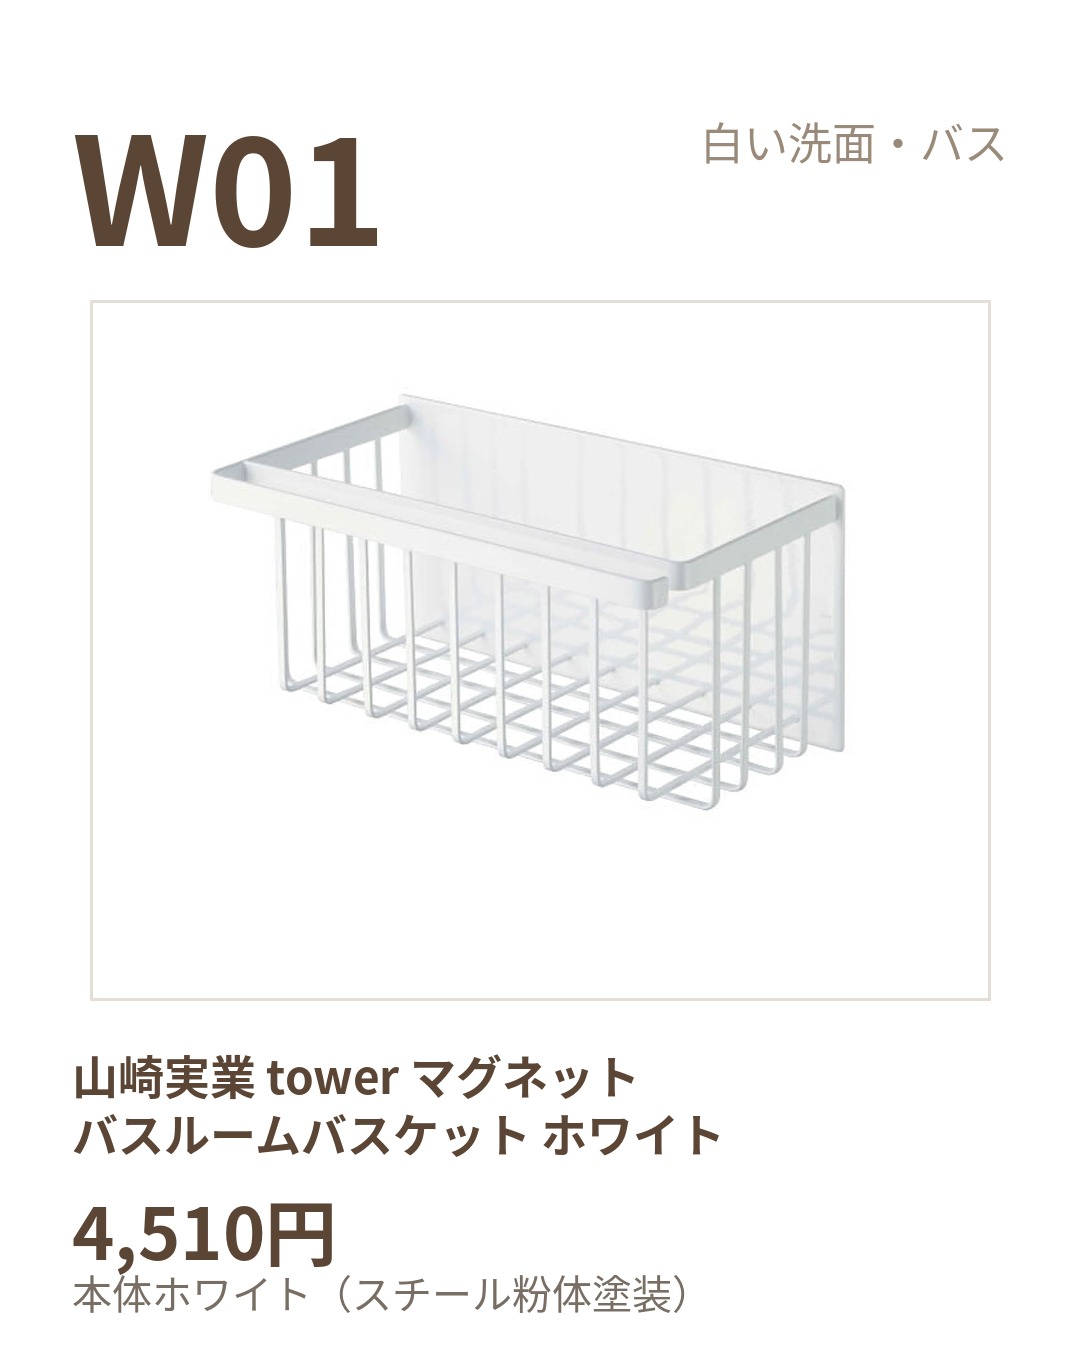 W01
白い洗面・バス
山崎実業 tower マグネット
バスルームバスケット ホワイト
4,510円
本体ホワイト（スチール粉体塗装）